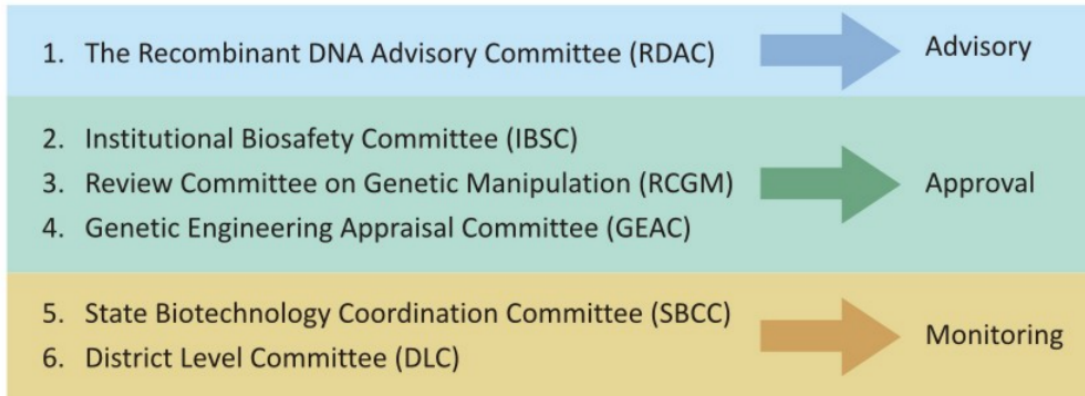 1. The Recombinant DNA Advisory Committee (RDAC)
Advisory
2. Institutional Biosafety Committee (IBSC)
3. Review Committee on Genetic Manipulation (RCGM)
4. Genetic Engineering Appraisal Committee (GEAC)
Approval
5. State Biotechnology Coordination Committee (SBCC)
6. District Level Committee (DLC)
Monitoring